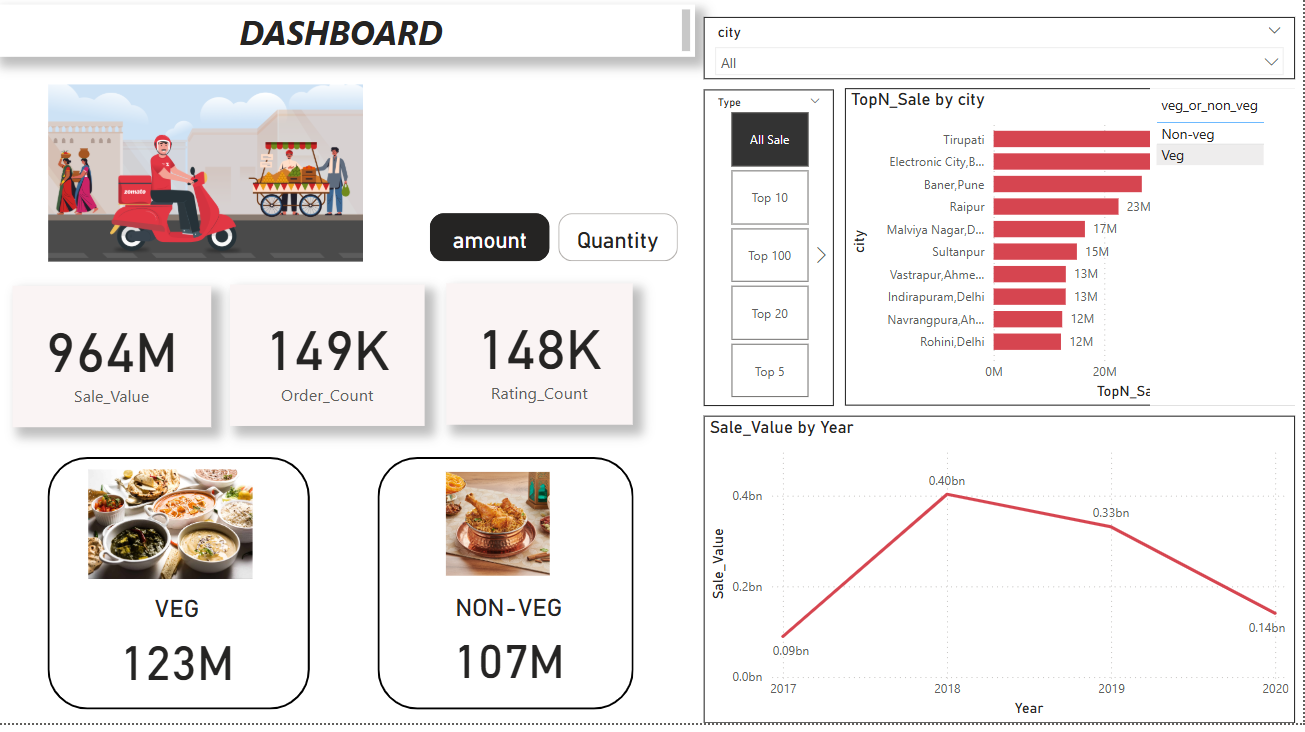 DASHBOARD
zomato
amount
Quantity
964M
Sale_Value
149K
Order_Count
148K
Rating_Count
VEG
123M
NON-VEG
107M
city
All
Type
All Sale
Top 10
Top 100
Top 20
Top 5
TopN_Sale by city
city
Tirupati
Electronic City,B...
Baner,Pune
Raipur
23M
Malviya Nagar,D...
17M
Sultanpur
15M
Vastrapur,Ahme...
13M
Indirapuram,Delhi
13M
Navrangpura,Ah...
12M
Rohini,Delhi
12M
0M
20M
TopN_Sa
veg_or_non_veg
Non-veg
Veg
Sale_Value by Year
Sale_Value
0.4bn
0.2bn
0.0bn
0.09bn
0.40bn
0.33bn
0.14bn
2017
2018
2019
2020
Year